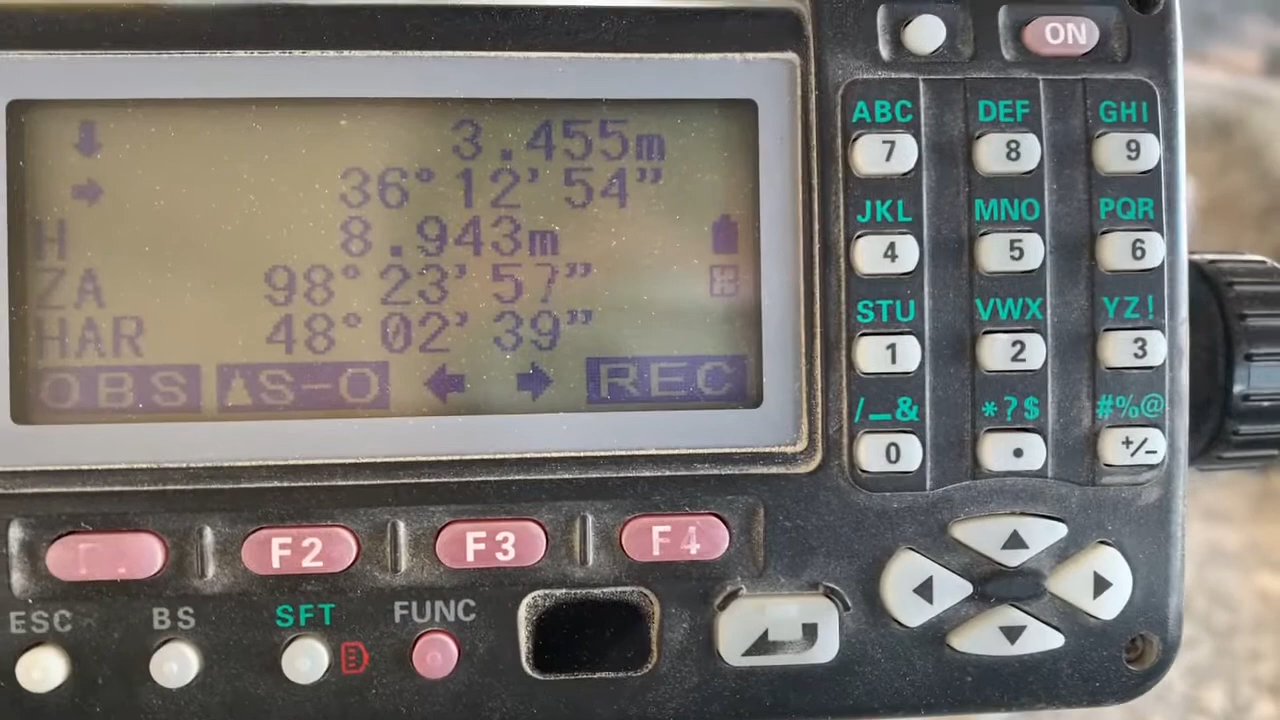 3.455m
36°12'54"
H 8.943m
ZA 98°23'57"
HAR 48°02'39"
OBS S-O REC
ON
ABC DEF GHI
7 8 9
JKL MNO PQR
4 5 6
STU VWX YZ!
1 2 3
/_& *?$ #%@
0 . +/-
F2 F3 F4
ESC BS SFT FUNC